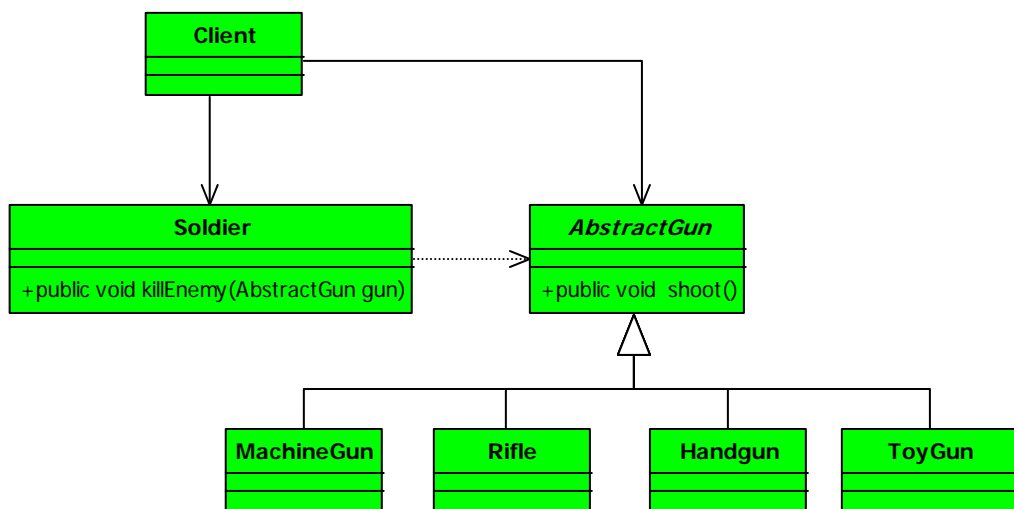 Client
Soldier
AbstractGun
+public void killEnemy(AbstractGun gun)
+public void shoot()
MachineGun
Rifle
Handgun
ToyGun